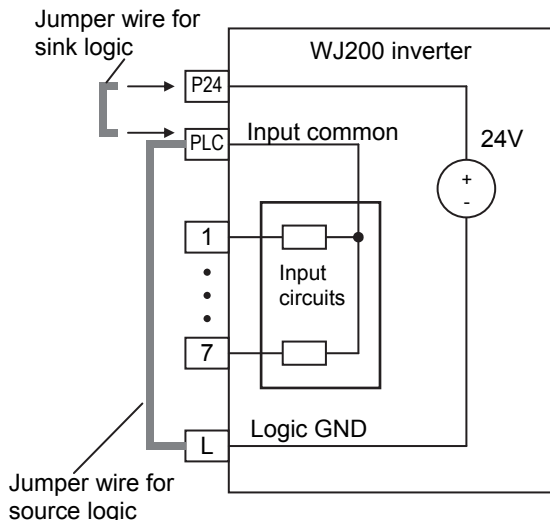 Jumper wire for
sink logic
WJ200 inverter
P24
PLC
Input common
24V
+
-
1
Input
circuits
7
L
Logic GND
Jumper wire for
source logic